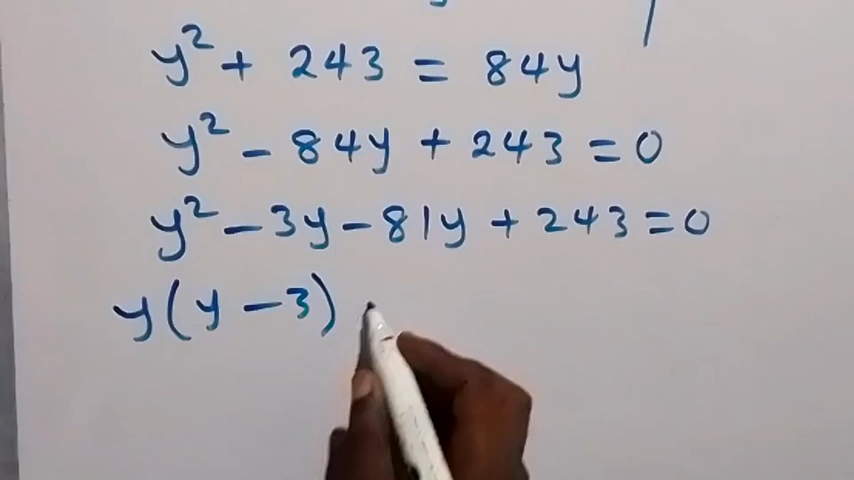 y² + 243 = 84y
y² - 84y + 243 = 0
y² - 3y - 81y + 243 = 0
y(y - 3)